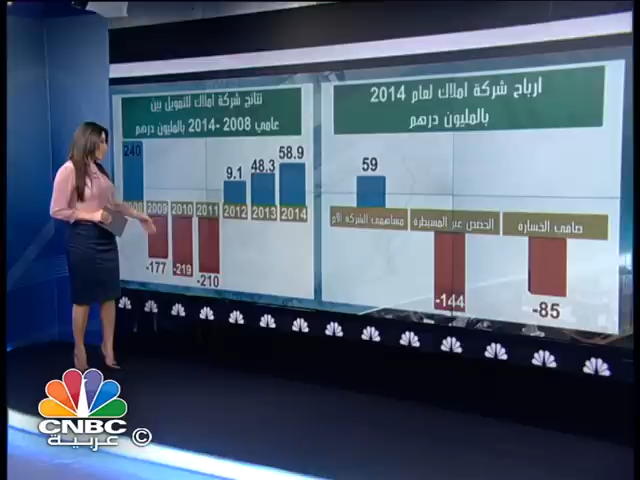 ارباح شركة املاك لعام 2014
بالمليون درهم
59
مساهمي الشركة الأم
الحصص غير المسيطرة
صافي الخسارة
-144
-85
نتائج شركة املاك للتمويل بين
عامي 2008 -2014 بالمليون درهم
240
9.1
48.3
58.9
2009
2010
2011
2012
2013
2014
-177
-219
-210
CNBC
عربية ©